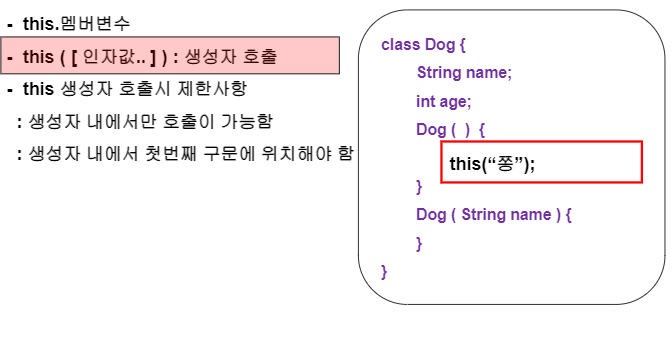 - this.멤버변수
- this ( [ 인자값.. ] ) : 생성자 호출
- this 생성자 호출시 제한사항
: 생성자 내에서만 호출이 가능함
: 생성자 내에서 첫번째 구문에 위치해야 함
class Dog {
String name;
int age;
Dog ( ) {
this(“쫑”);
}
Dog ( String name ) {
}
}